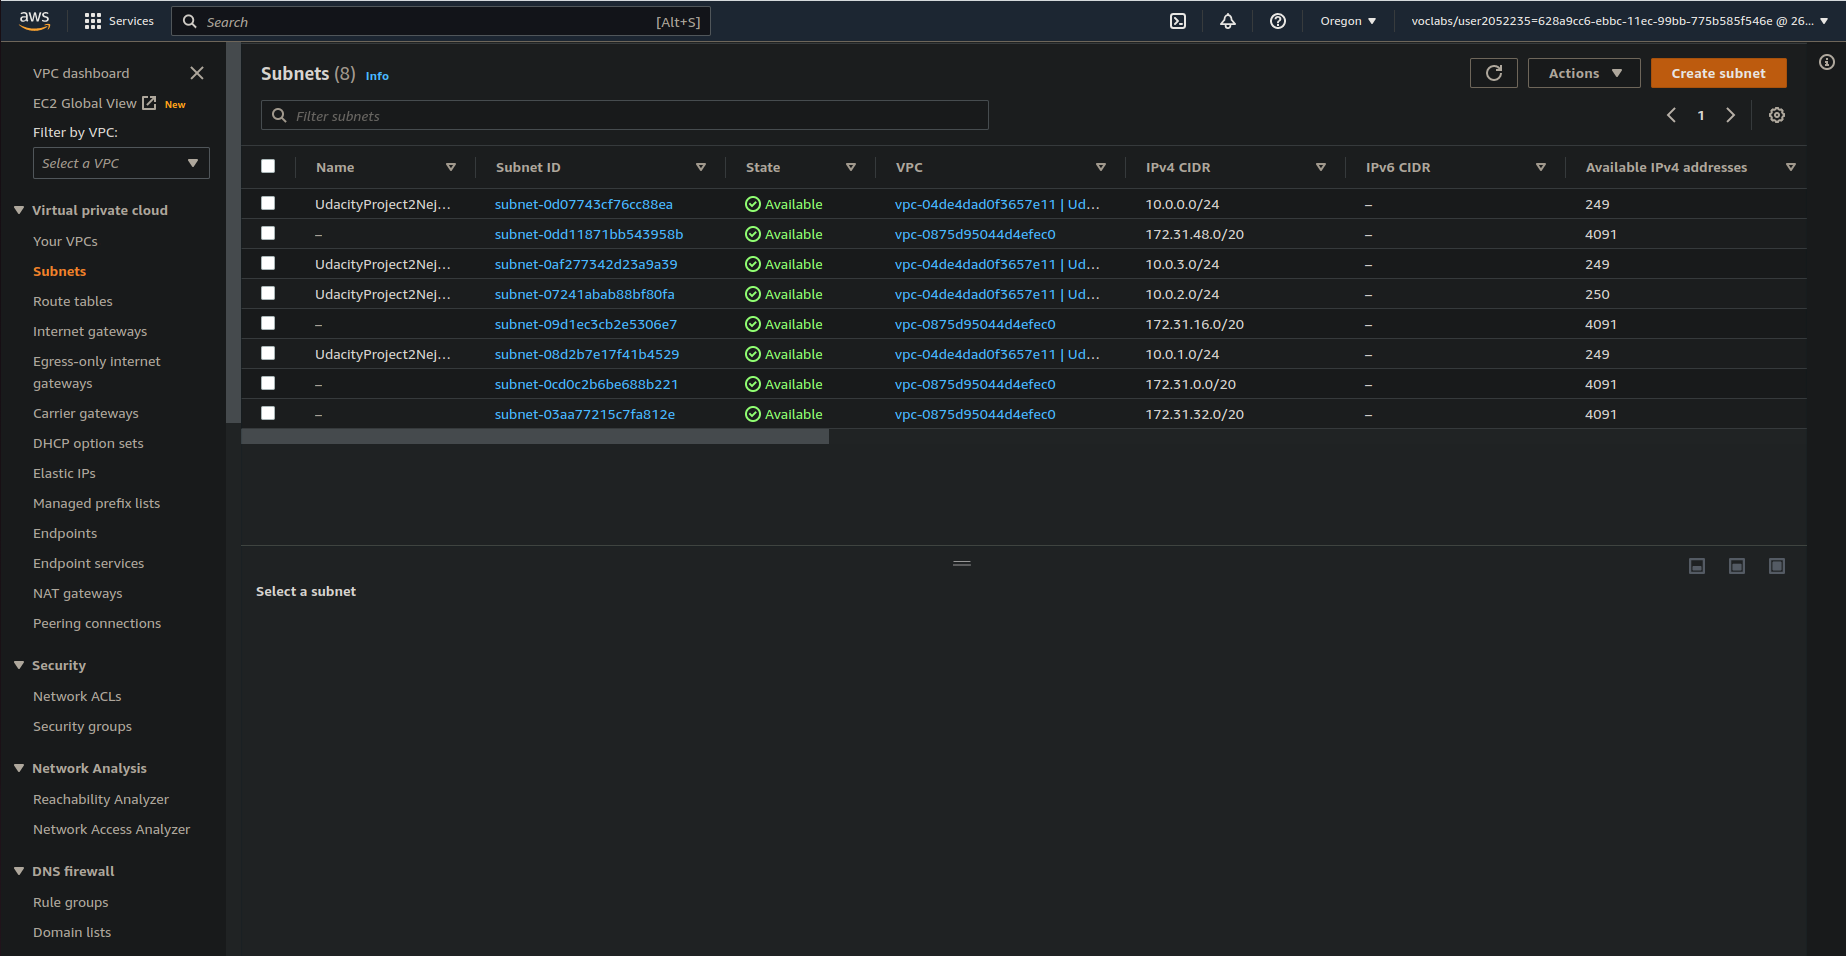 aws Services Search [Alt+S] Oregon voclabs/user2052235=628a9cc6-ebbc-11ec-99bb-775b585f546e @ 26...
VPC dashboard
EC2 Global View New
Filter by VPC:
Select a VPC
Virtual private cloud
Your VPCs
Subnets
Route tables
Internet gateways
Egress-only internet
gateways
Carrier gateways
DHCP option sets
Elastic IPs
Managed prefix lists
Endpoints
Endpoint services
NAT gateways
Peering connections
Security
Network ACLs
Security groups
Network Analysis
Reachability Analyzer
Network Access Analyzer
DNS firewall
Rule groups
Domain lists
Subnets (8) Info
Actions Create subnet
Filter subnets
1
Name Subnet ID State VPC IPv4 CIDR IPv6 CIDR Available IPv4 addresses
UdacityProject2Nej... subnet-0d07743cf76cc88ea Available vpc-04de4dad0f3657e11 | Ud... 10.0.0.0/24 – 249
– subnet-0dd11871bb543958b Available vpc-0875d95044d4efec0 172.31.48.0/20 – 4091
UdacityProject2Nej... subnet-0af277342d23a9a39 Available vpc-04de4dad0f3657e11 | Ud... 10.0.3.0/24 – 249
UdacityProject2Nej... subnet-07241abab88bf80fa Available vpc-04de4dad0f3657e11 | Ud... 10.0.2.0/24 – 250
– subnet-09d1ec3cb2e5306e7 Available vpc-0875d95044d4efec0 172.31.16.0/20 – 4091
UdacityProject2Nej... subnet-08d2b7e17f41b4529 Available vpc-04de4dad0f3657e11 | Ud... 10.0.1.0/24 – 249
– subnet-0cd0c2b6be688b221 Available vpc-0875d95044d4efec0 172.31.0.0/20 – 4091
– subnet-03aa77215c7fa812e Available vpc-0875d95044d4efec0 172.31.32.0/20 – 4091
Select a subnet